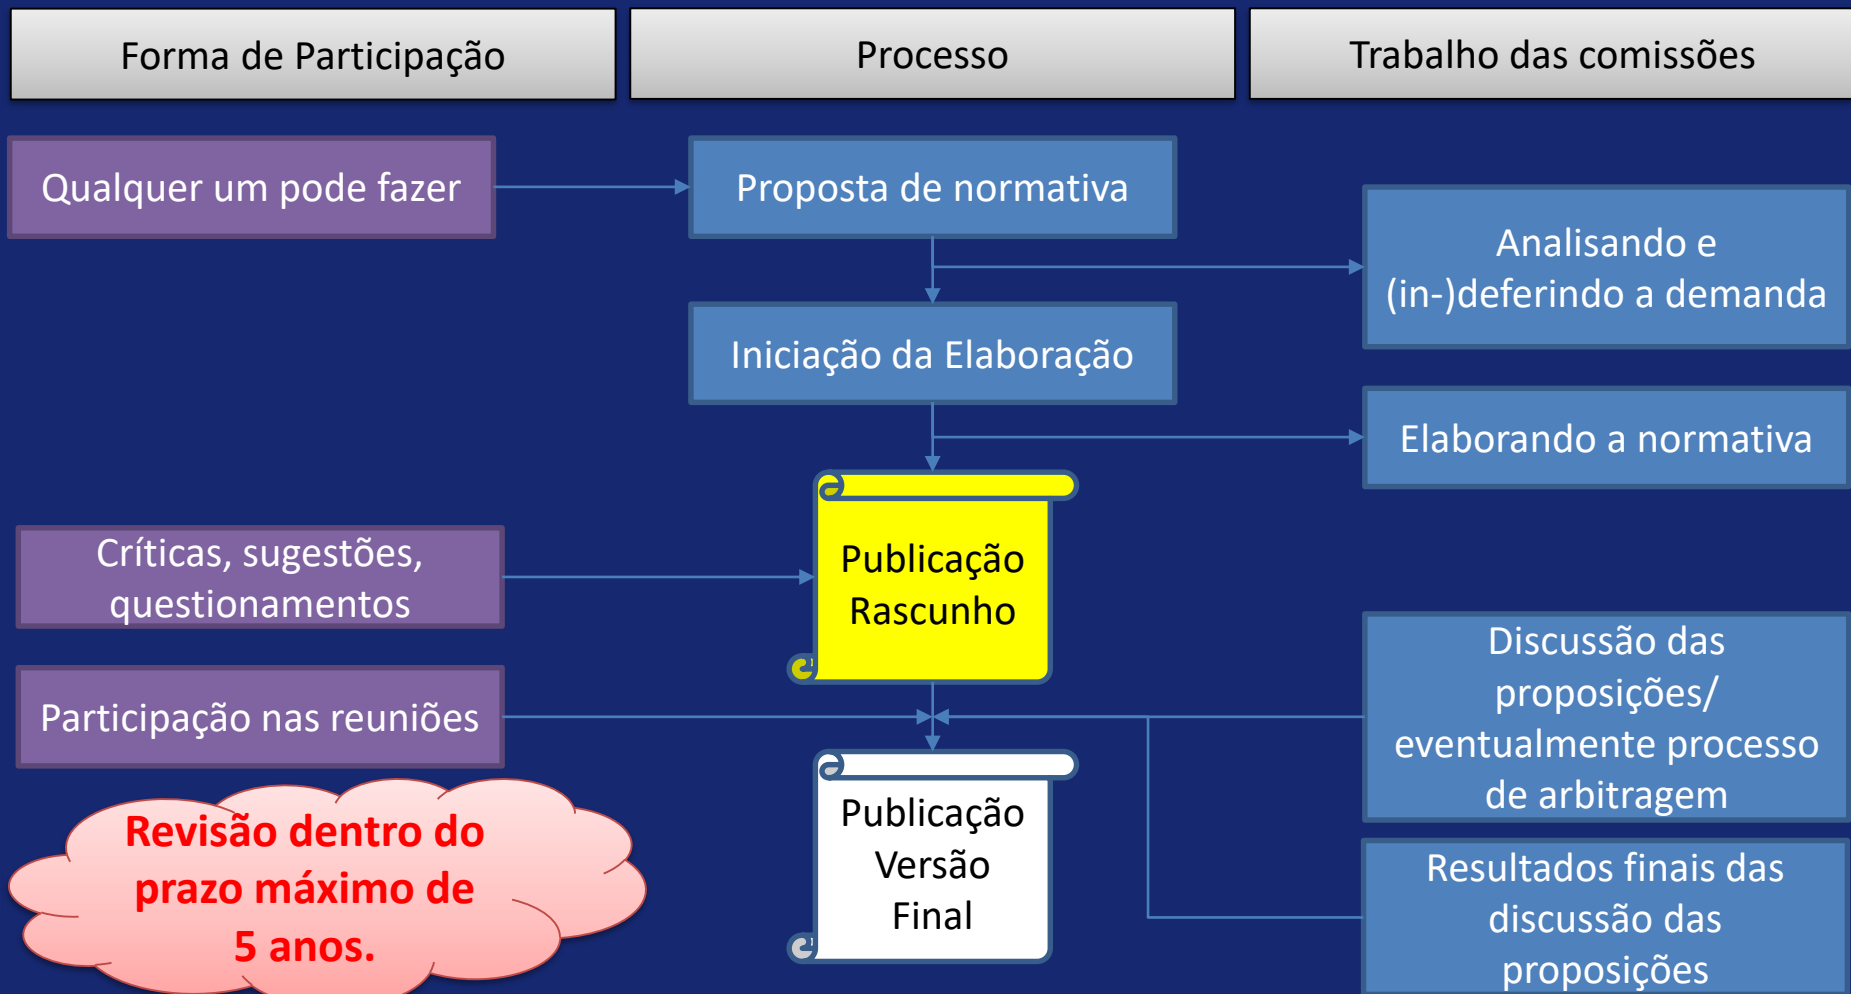 Forma de Participação
Processo
Trabalho das comissões
Qualquer um pode fazer
Proposta de normativa
Analisando e
(in-)deferindo a demanda
Iniciação da Elaboração
Elaborando a normativa
Críticas, sugestões,
questionamentos
Publicação
Rascunho
Participação nas reuniões
Discussão das
proposições/
eventualmente processo
de arbitragem
Revisão dentro do
prazo máximo de
5 anos.
Publicação
Versão
Final
Resultados finais das
discussão das
proposições